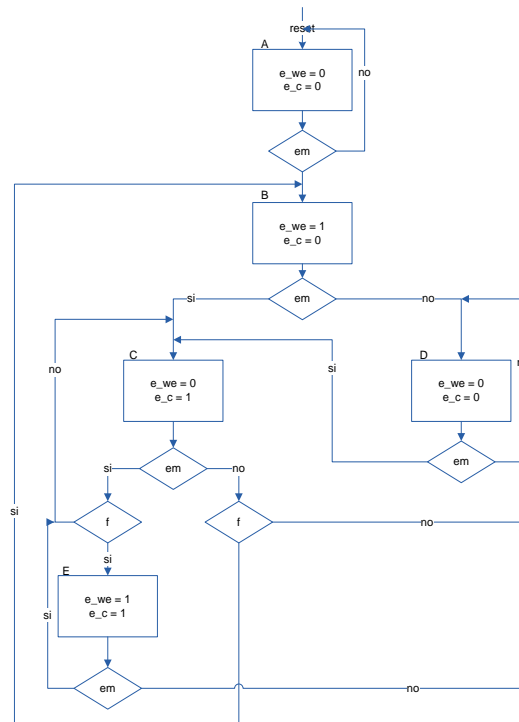 reset
A
e_we = 0
e_c = 0
no
em
B
e_we = 1
e_c = 0
si
em
no
no
C
e_we = 0
e_c = 1
si
D
e_we = 0
e_c = 0
si
em
no
em
si
f
f
no
si
E
e_we = 1
e_c = 1
si
em
no